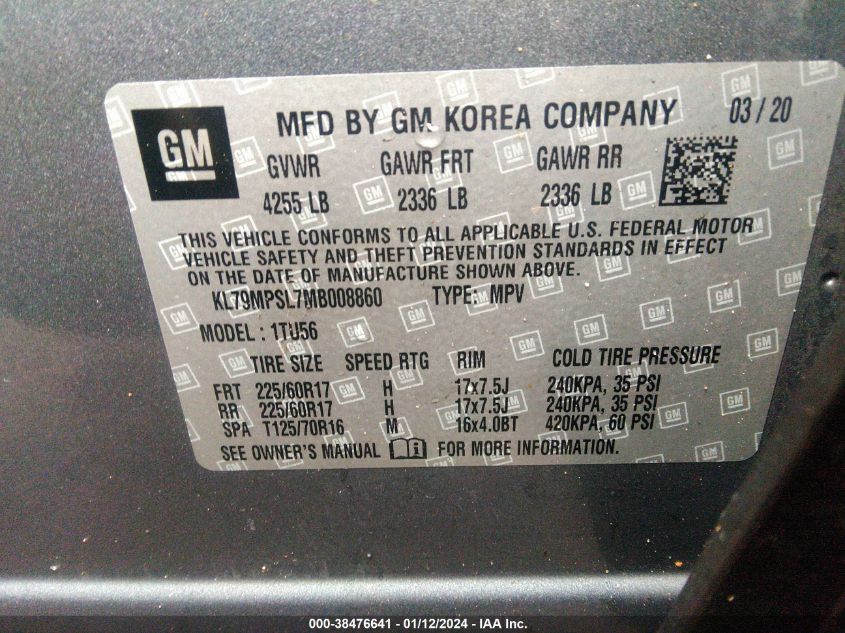 GM
MFD BY GM KOREA COMPANY 03/20
GVWR GAWR FRT GAWR RR
4255 LB 2336 LB 2336 LB
THIS VEHICLE CONFORMS TO ALL APPLICABLE U.S. FEDERAL MOTOR
VEHICLE SAFETY AND THEFT PREVENTION STANDARDS IN EFFECT
ON THE DATE OF MANUFACTURE SHOWN ABOVE.
KL79MPSL7MB008860 TYPE: MPV
MODEL : 1TU56
TIRE SIZE SPEED RTG RIM COLD TIRE PRESSURE
FRT 225/60R17 H 17x7.5J 240KPA, 35 PSI
RR 225/60R17 H 17x7.5J 240KPA, 35 PSI
SPA T125/70R16 M 16x4.0BT 420KPA, 60 PSI
SEE OWNER'S MANUAL FOR MORE INFORMATION.
000-38476641 - 01/12/2024 - IAA Inc.